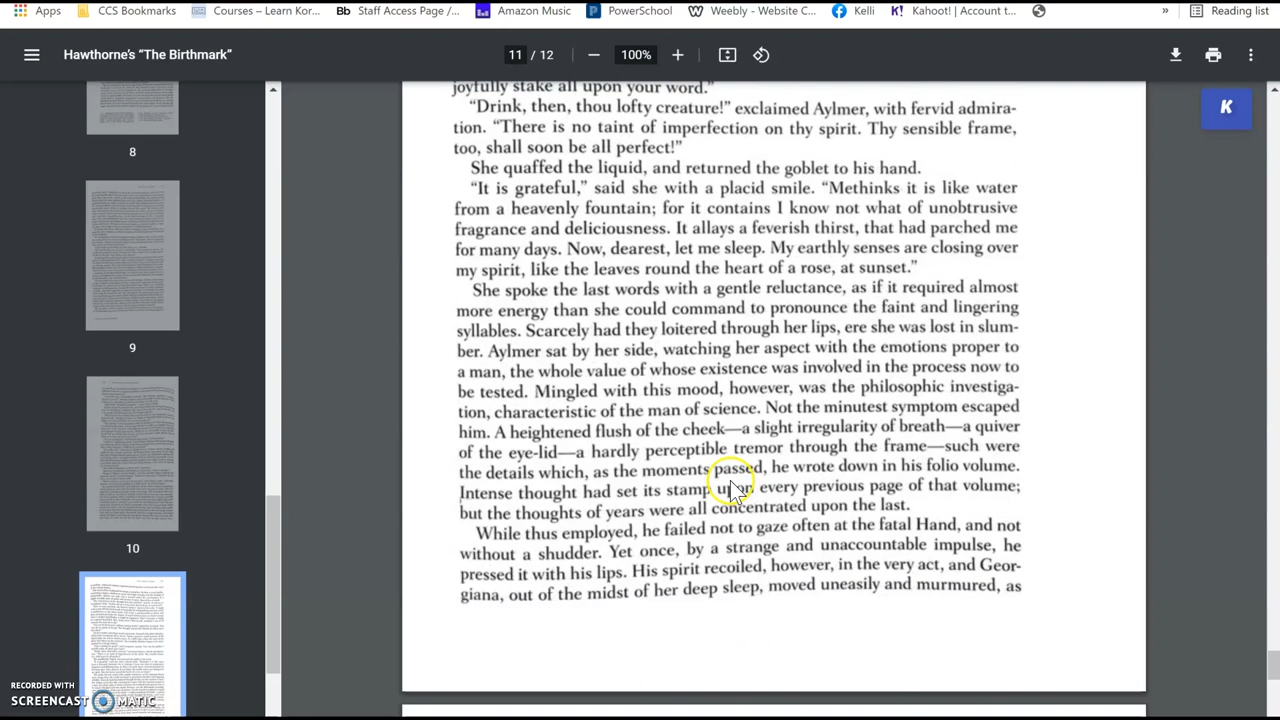 Apps
CCS Bookmarks
Courses – Learn Kor...
Bb Staff Access Page /...
Amazon Music
PowerSchool
Weebly - Website C...
Kelli
Kahoot! | Account t...
»
Reading list
Hawthorne's "The Birthmark"
11 / 12
100%
joyfully stake all upon your word."
"Drink, then, thou lofty creature!" exclaimed Aylmer, with fervid admira-
tion. "There is no taint of imperfection on thy spirit. Thy sensible frame,
too, shall soon be all perfect!"
She quaffed the liquid, and returned the goblet to his hand.
"It is grateful," said she with a placid smile. "Methinks it is like water
from a heavenly fountain; for it contains I know not what of unobtrusive
fragrance and deliciousness. It allays a feverish thirst, that had parched me
for many days. Now, dearest, let me sleep. My earthly senses are closing over
my spirit, like the leaves round the heart of a rose, at sunset."
She spoke the last words with a gentle reluctance, as if it required almost
more energy than she could command to pronounce the faint and lingering
syllables. Scarcely had they loitered through her lips, ere she was lost in slum-
ber. Aylmer sat by her side, watching her aspect with the emotions proper to
a man, the whole value of whose existence was involved in the process now to
be tested. Mingled with this mood, however, was the philosophic investiga-
tion, characteristic of the man of science. Not the minutest symptom escaped
him. A heightened flush of the cheek—a slight irregularity of breath—a quiver
of the eye-lid—a hardly perceptible tremor through the frame—such were
the details which, as the moments passed, he wrote down in his folio volume.
Intense thought had set its stamp upon every previous page of that volume;
but the thoughts of years were all concentrated upon the last.
While thus employed, he failed not to gaze often at the fatal Hand, and not
without a shudder. Yet once, by a strange and unaccountable impulse, he
pressed it with his lips. His spirit recoiled, however, in the very act, and Geor-
giana, out of the midst of her deep sleep, moved uneasily and murmured, as
8
9
10
K
RECORDED WITH
SCREENCAST MATIC